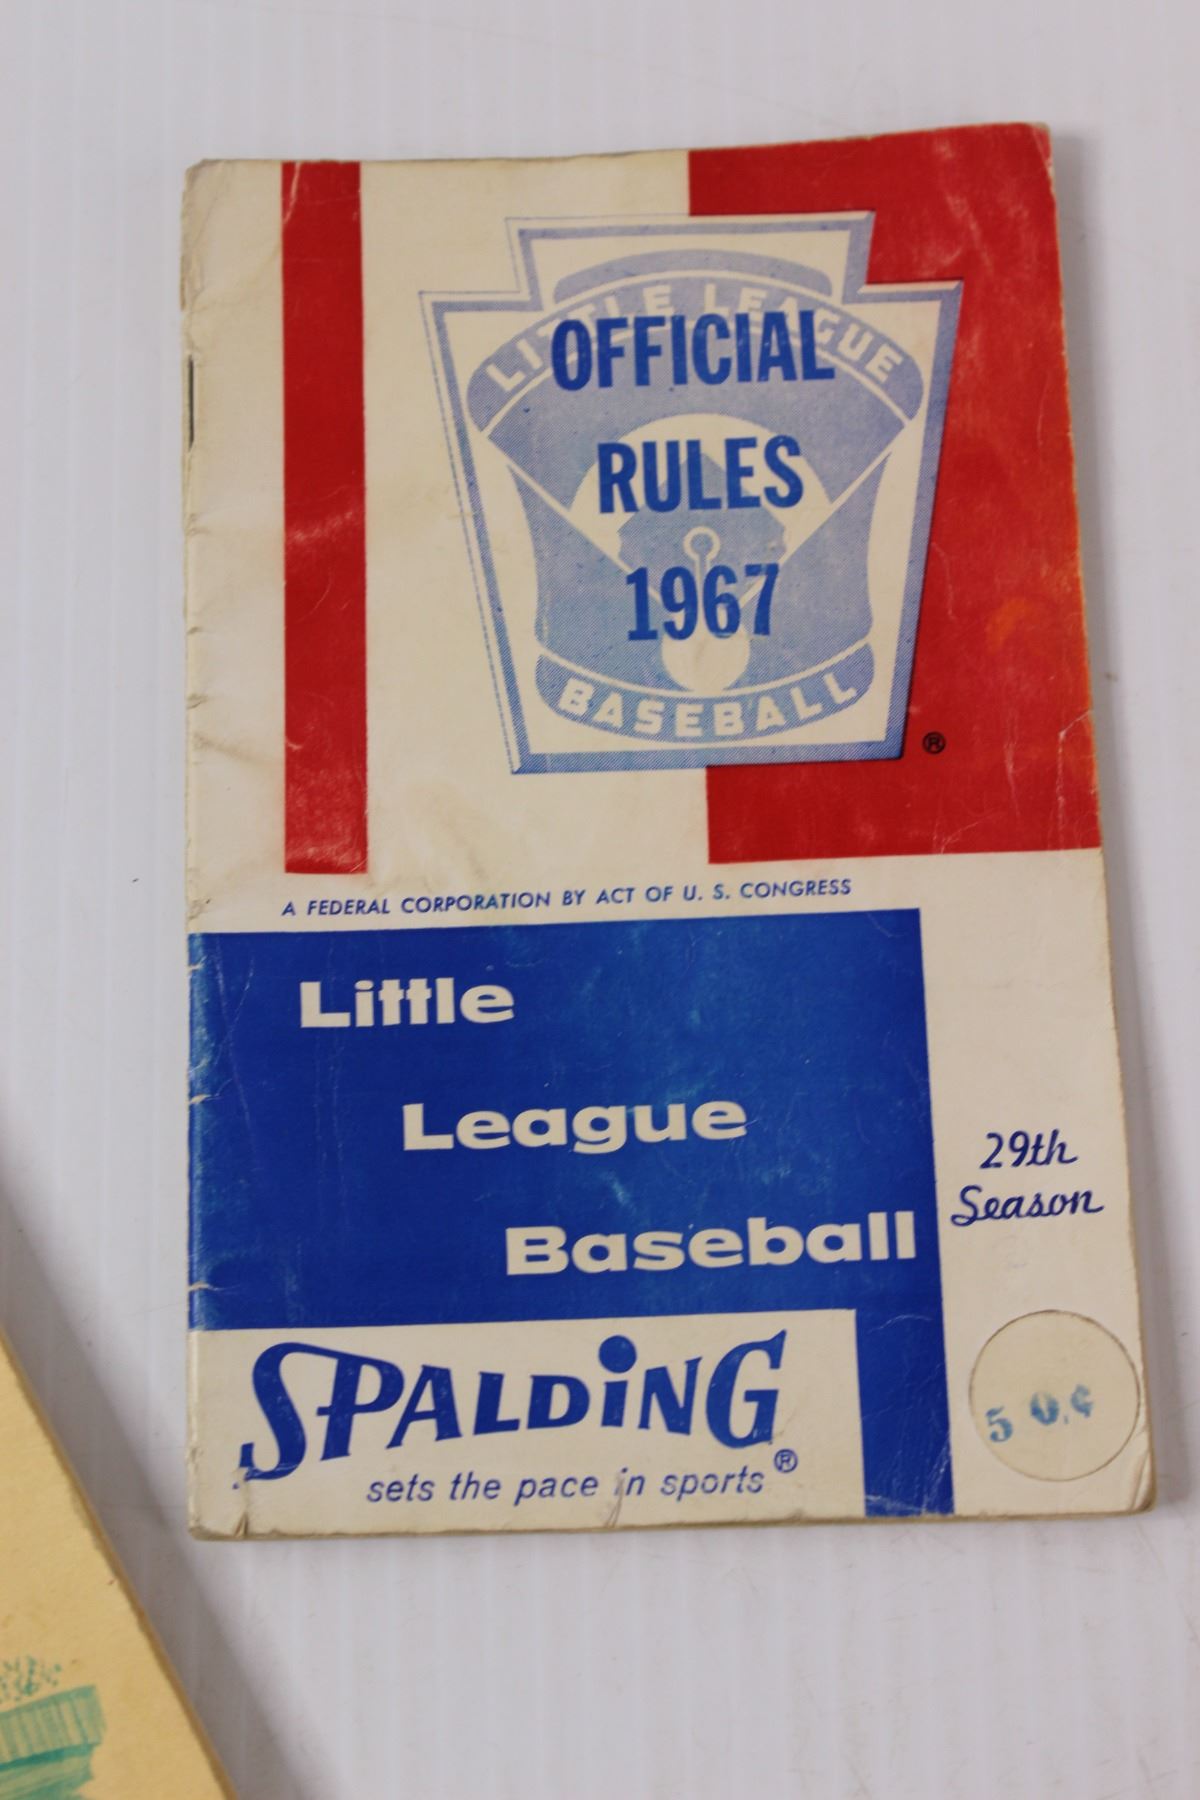 LITTLE LEAGUE
OFFICIAL
RULES
1967
BASEBALL
®
A FEDERAL CORPORATION BY ACT OF U. S. CONGRESS
Little
League
Baseball
29th
Season
SPALDING
sets the pace in sports®
50¢